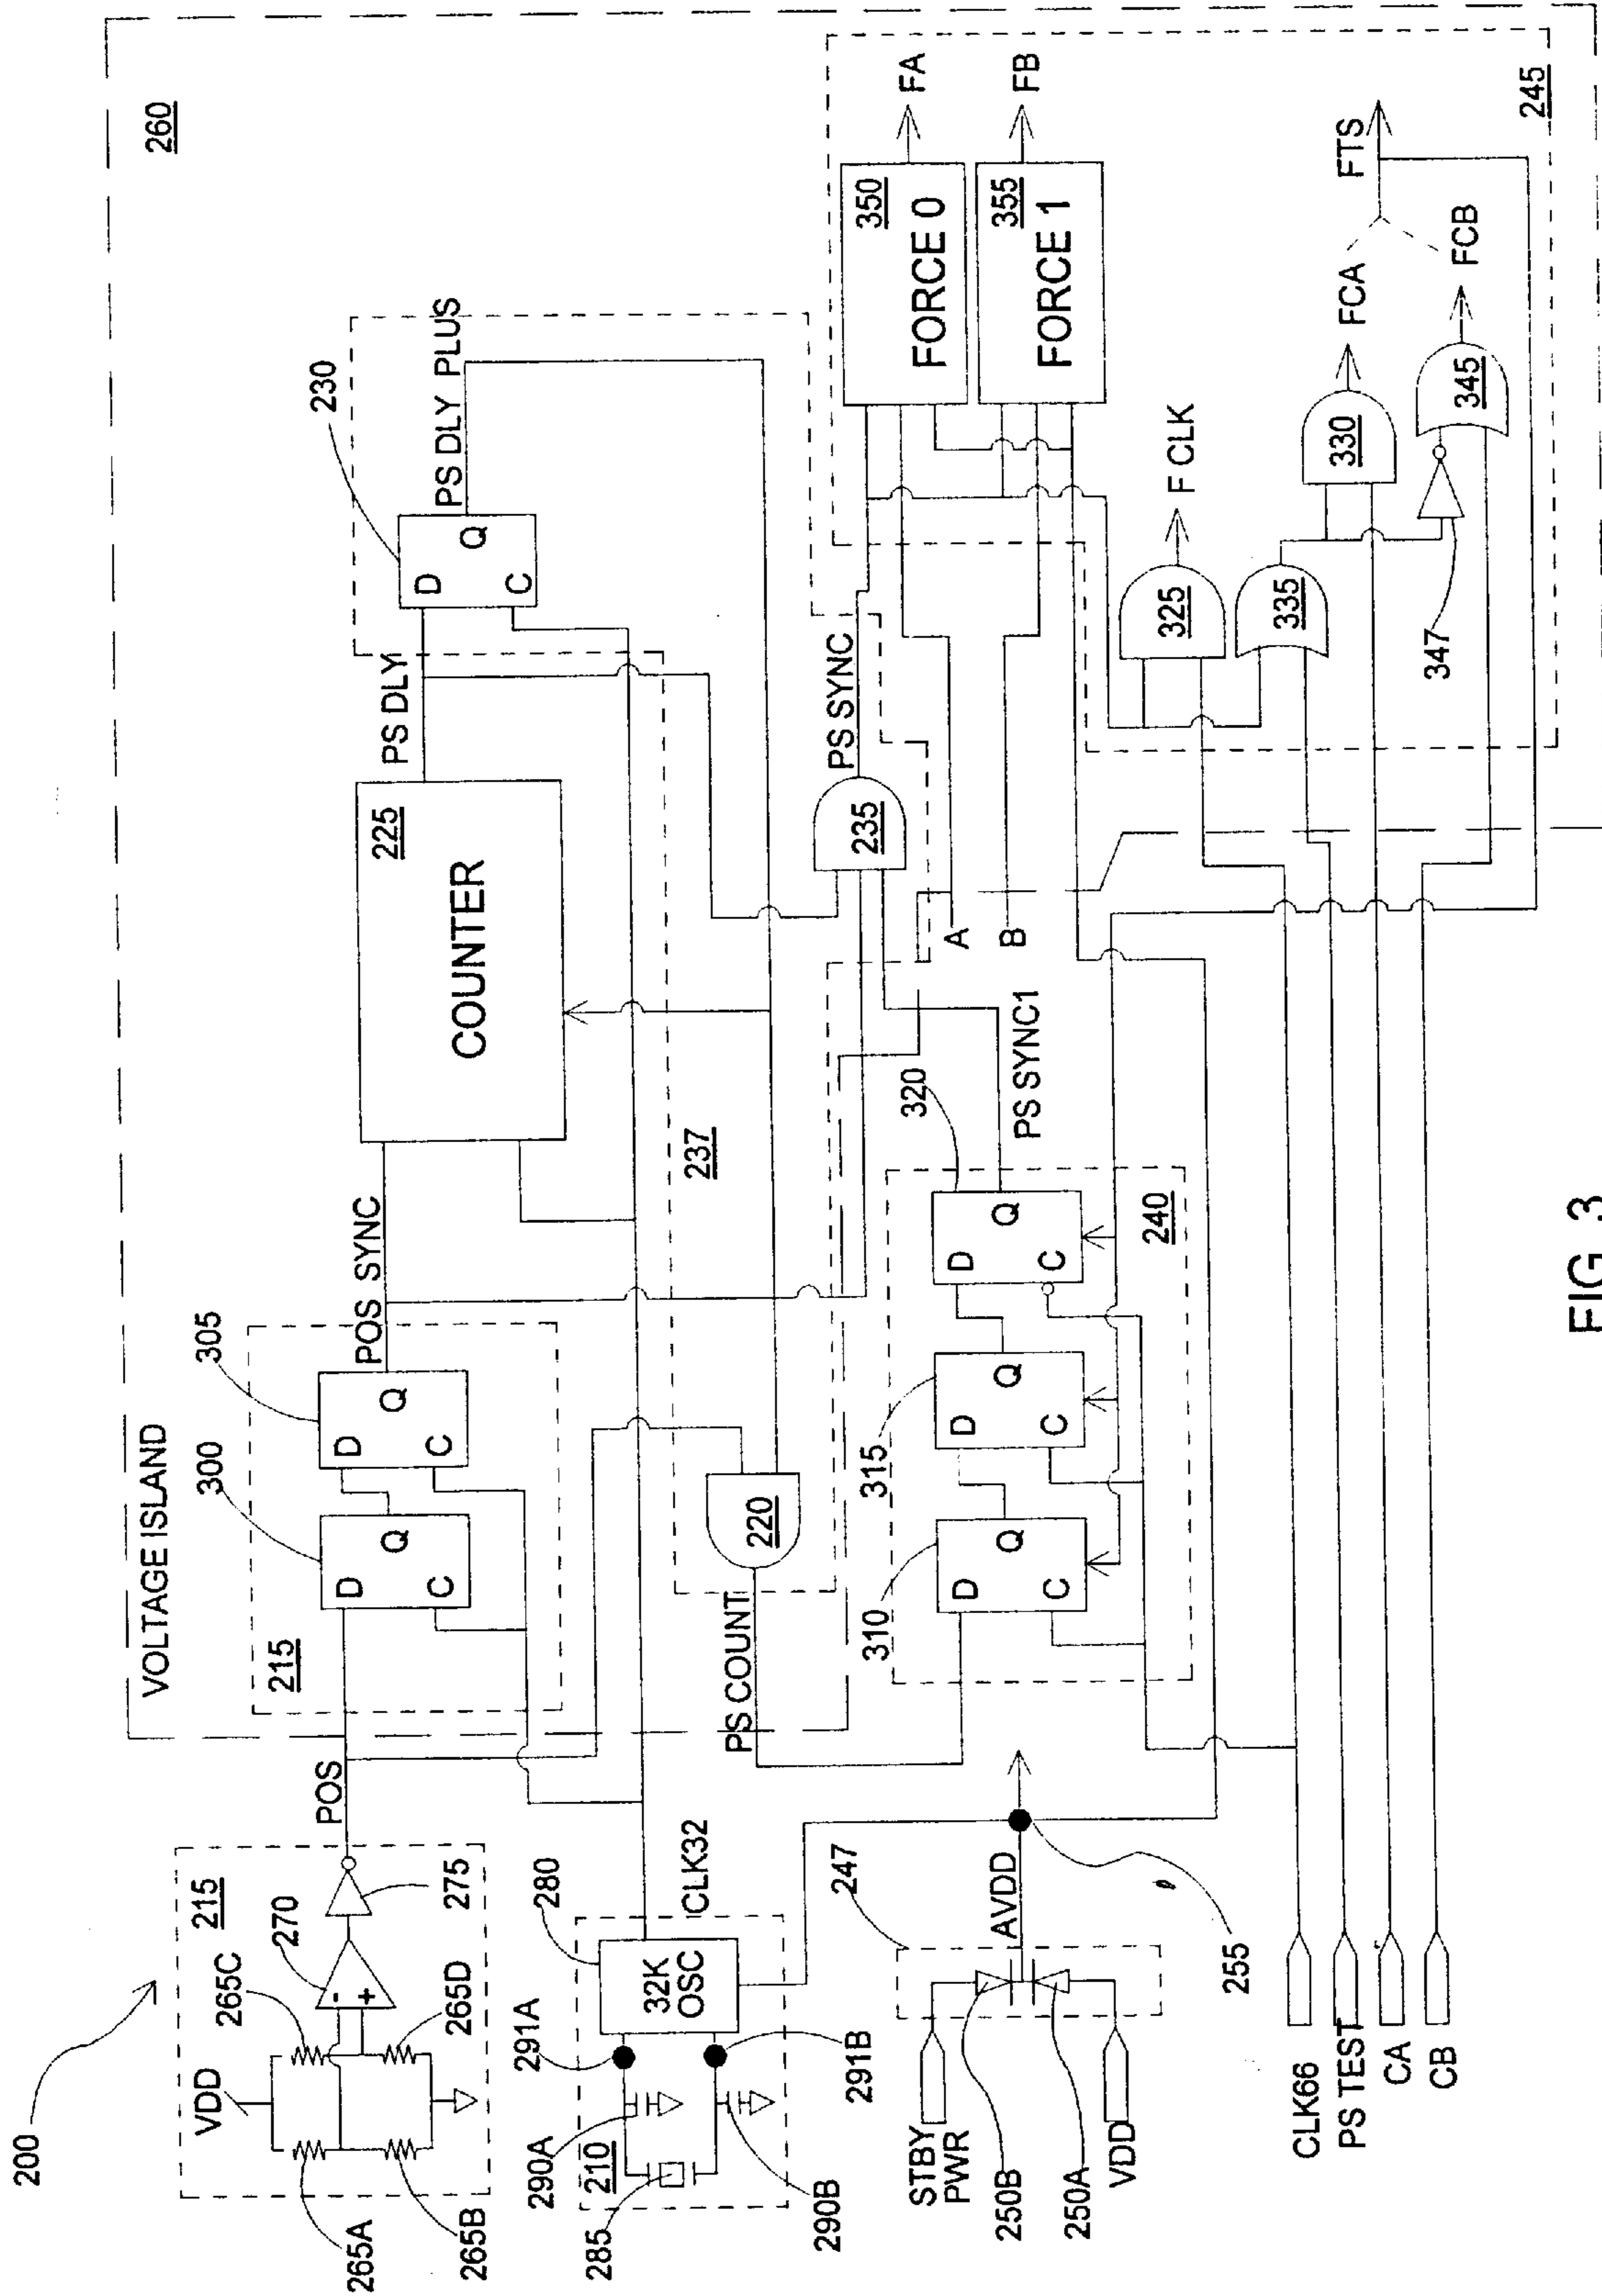 200
VDD
215
265C
270
275
265A
265B
265D
-
+
POS
VOLTAGE ISLAND
260
215
300
305
D
Q
C
D
Q
C
POS SYNC
COUNTER
225
PS DLY
230
D
Q
C
PS DLY PLUS
210
285
290A
290B
291A
291B
280
32K
OSC
CLK32
237
220
PS COUNT
235
PS SYNC
PS SYNC1
A
B
240
310
315
320
D
Q
C
D
Q
C
D
Q
C
350
FORCE 0
FA
355
FORCE 1
FB
245
325
F CLK
335
330
FCA
347
345
FCB
FTS
STBY
PWR
250B
250A
VDD
247
AVDD
255
CLK66
PS TEST
CA
CB
FIG. 3